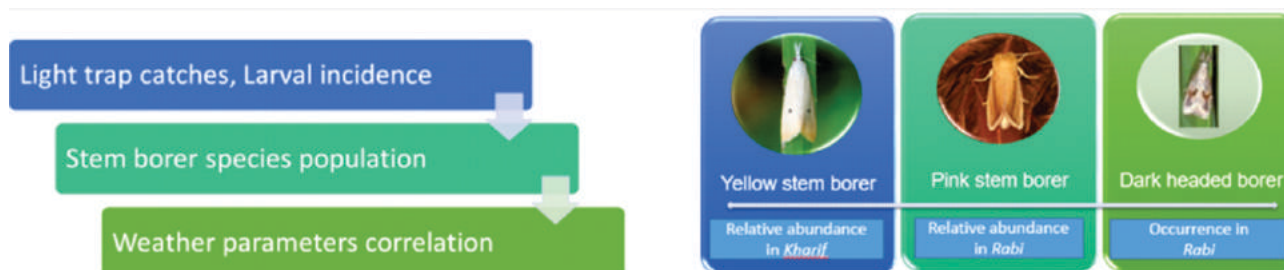 Light trap catches, Larval incidence
Stem borer species population
Weather parameters correlation
Yellow stem borer
Relative abundance
in Kharif
Pink stem borer
Relative abundance
in Rabi
Dark headed borer
Occurrence in
Rabi